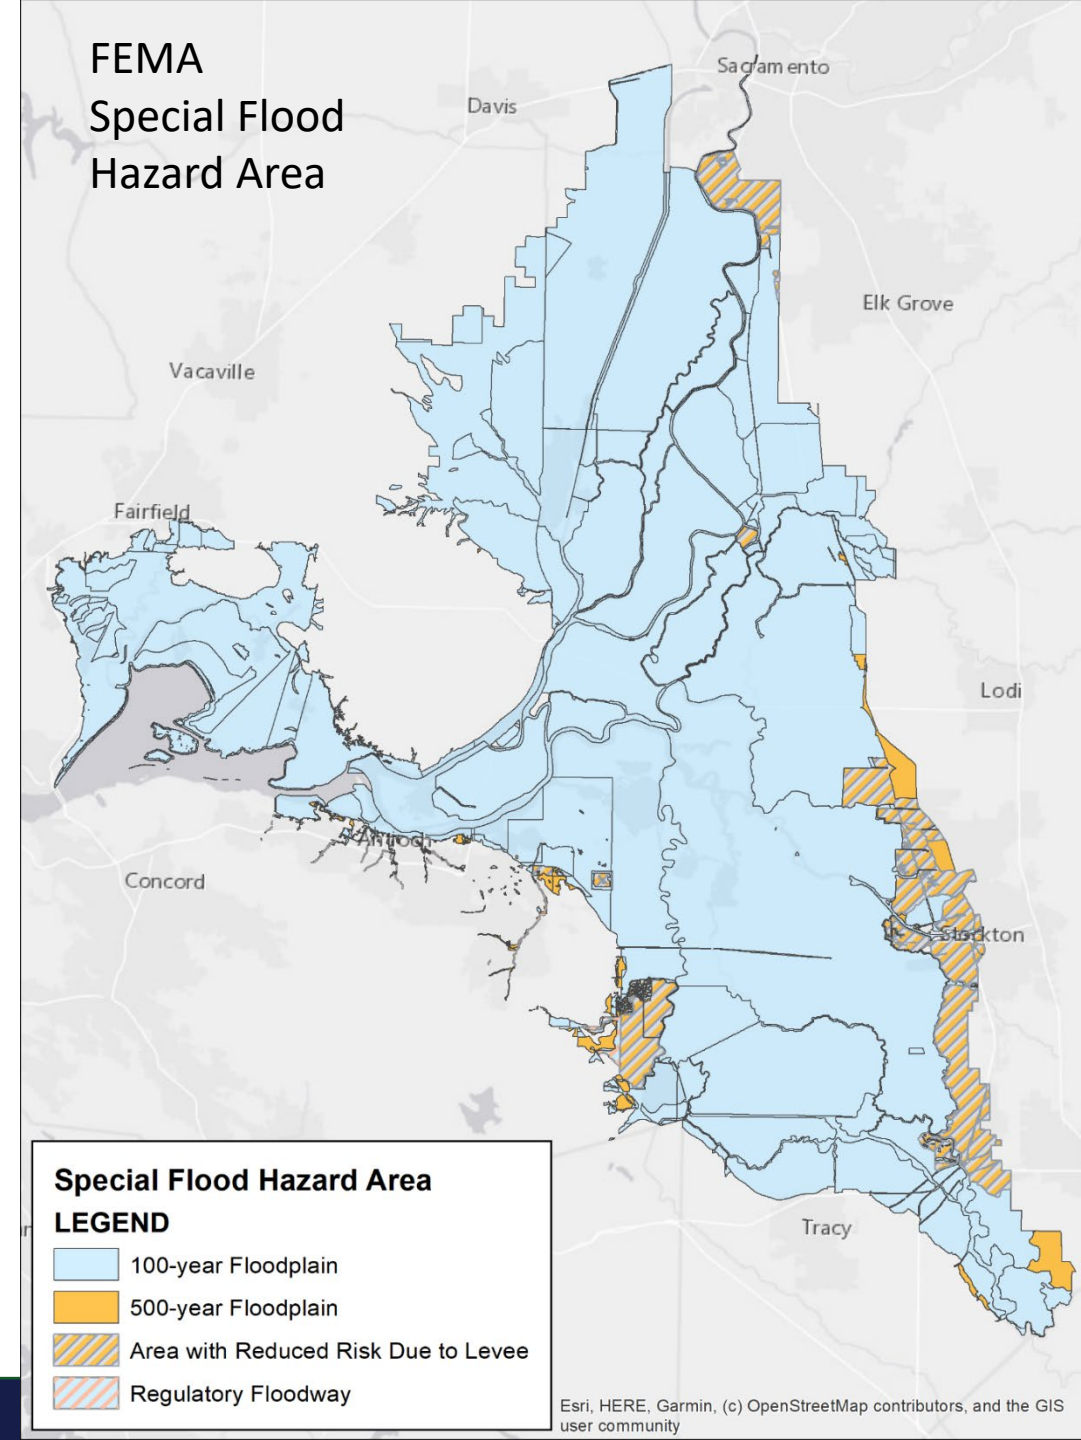 FEMA
Special Flood
Hazard Area
Sacramento
Davis
Elk Grove
Vacaville
Fairfield
Lodi
Antioch
Concord
Stockton
Tracy
Special Flood Hazard Area
LEGEND
100-year Floodplain
500-year Floodplain
Area with Reduced Risk Due to Levee
Regulatory Floodway
Esri, HERE, Garmin, (c) OpenStreetMap contributors, and the GIS
user community